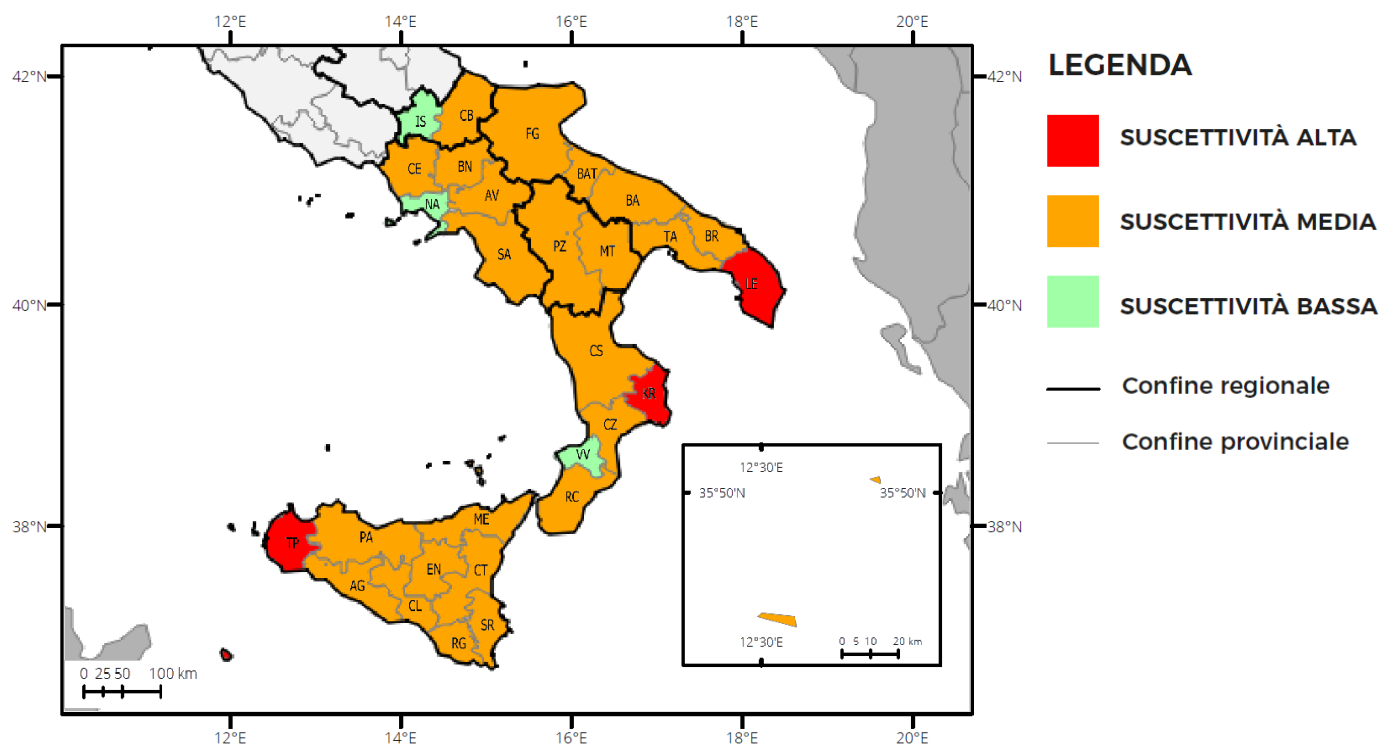 12°E 14°E 16°E 18°E 20°E
LEGENDA
42°N 42°N
SUSCETTIVITÀ ALTA
IS CB FG
CE BN BAT
NA AV BA
SUSCETTIVITÀ MEDIA
SA PZ MT TA BR
LE
40°N 40°N
SUSCETTIVITÀ BASSA
CS
KR
Confine regionale
CZ
Confine provinciale
VV
12°30'E
35°50'N 35°50'N
RC
38°N 38°N
TP PA ME
AG EN CT
CL
RG SR
12°30'E
0 5 10 20 km
0 25 50 100 km
12°E 14°E 16°E 18°E 20°E